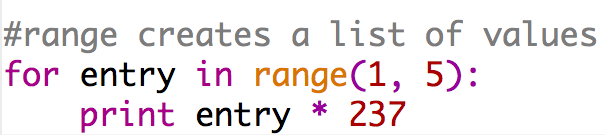 #range creates a list of values
for entry in range(1, 5):
    print entry * 237